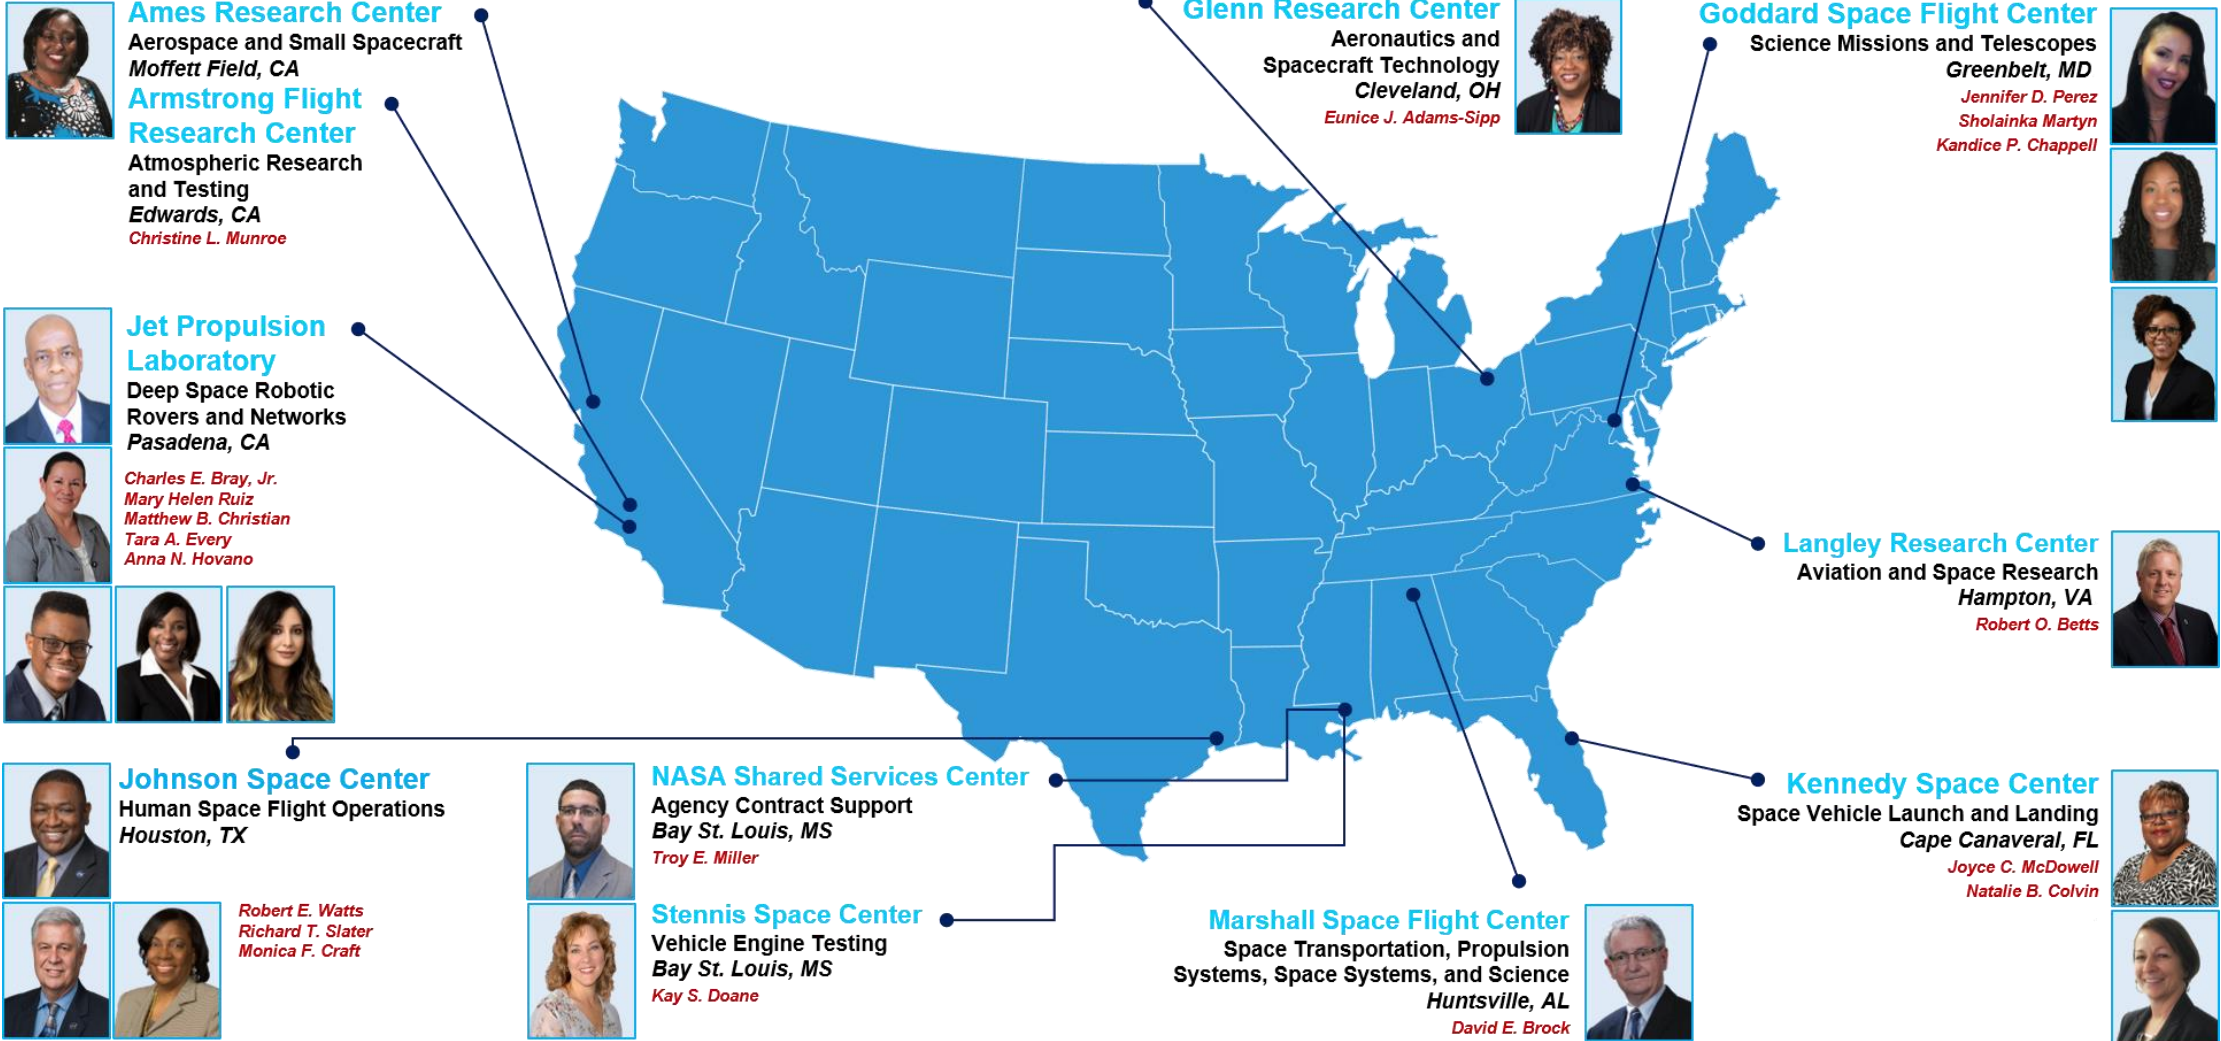 Ames Research Center
Aerospace and Small Spacecraft
Moffett Field, CA
Armstrong Flight
Research Center
Atmospheric Research
and Testing
Edwards, CA
Christine L. Munroe
Glenn Research Center
Aeronautics and
Spacecraft Technology
Cleveland, OH
Eunice J. Adams-Sipp
Goddard Space Flight Center
Science Missions and Telescopes
Greenbelt, MD
Jennifer D. Perez
Sholainka Martyn
Kandice P. Chappell
Jet Propulsion
Laboratory
Deep Space Robotic
Rovers and Networks
Pasadena, CA
Charles E. Bray, Jr.
Mary Helen Ruiz
Matthew B. Christian
Tara A. Every
Anna N. Hovano
Langley Research Center
Aviation and Space Research
Hampton, VA
Robert O. Betts
Johnson Space Center
Human Space Flight Operations
Houston, TX
Robert E. Watts
Richard T. Slater
Monica F. Craft
NASA Shared Services Center
Agency Contract Support
Bay St. Louis, MS
Troy E. Miller
Stennis Space Center
Vehicle Engine Testing
Bay St. Louis, MS
Kay S. Doane
Marshall Space Flight Center
Space Transportation, Propulsion
Systems, Space Systems, and Science
Huntsville, AL
David E. Brock
Kennedy Space Center
Space Vehicle Launch and Landing
Cape Canaveral, FL
Joyce C. McDowell
Natalie B. Colvin